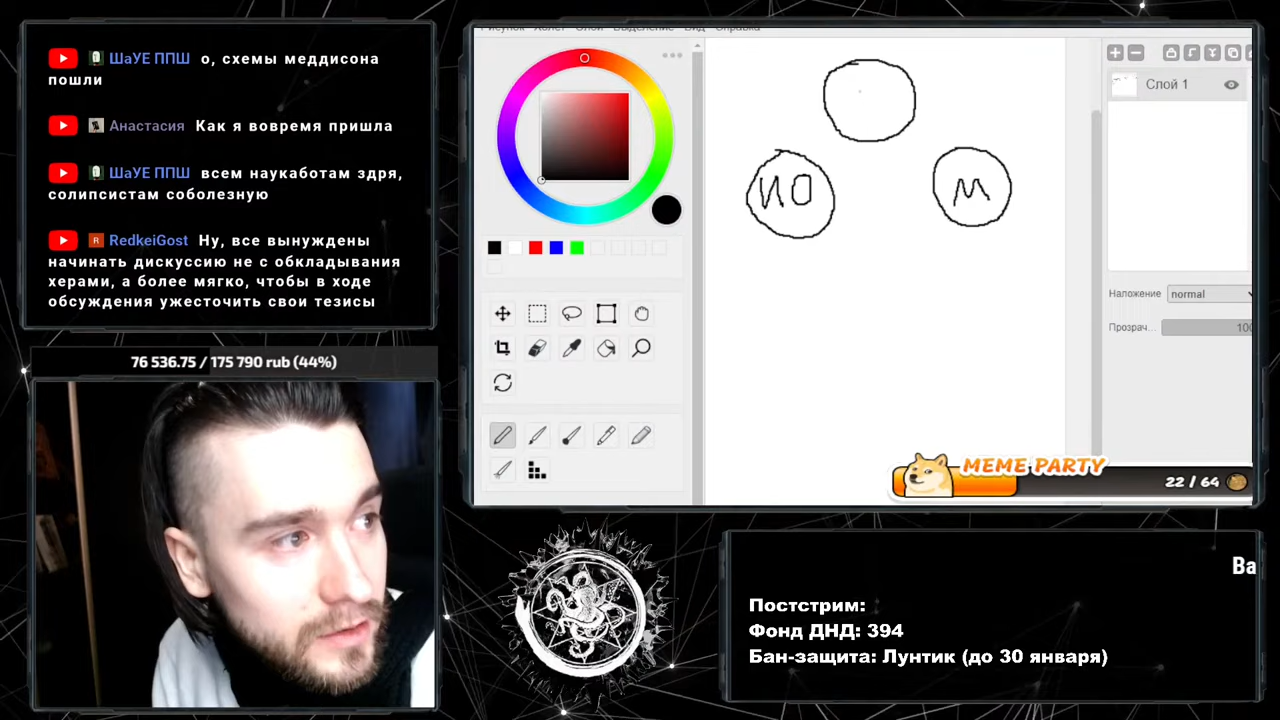 ШаУЕ ППШ о, схемы меддисона
пошли
Анастасия Как я вовремя пришла
ШаУЕ ППШ всем наукаботам здря,
солипсистам соболезную
R RedkeiGost Ну, все вынуждены
начинать дискуссию не с обкладывания
херами, а более мягко, чтобы в ходе
обсуждения ужесточить свои тезисы
76 536.75 / 175 790 rub (44%)
Слой 1
ИО
М
Наложение normal
Прозрач... 100
MEME PARTY
22 / 64
Ва
Постстрим:
Фонд ДНД: 394
Бан-защита: Лунтик (до 30 января)